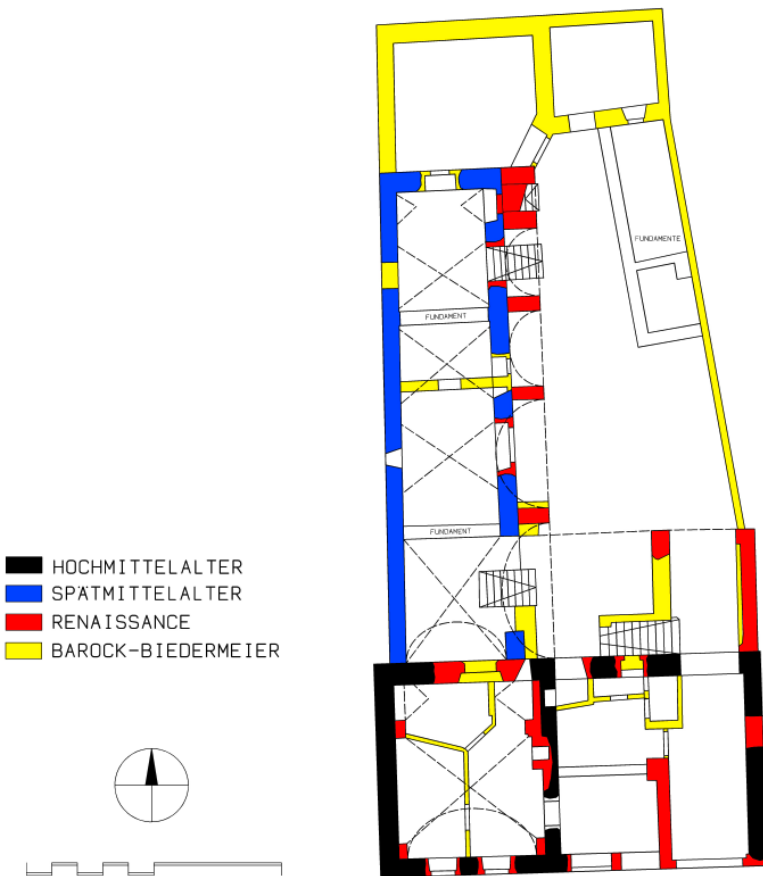 FUNDAMENTE
FUNDAMENT
FUNDAMENT
HOCHMITTELALTER
SPÄTMITTELALTER
RENAISSANCE
BAROCK-BIEDERMEIER